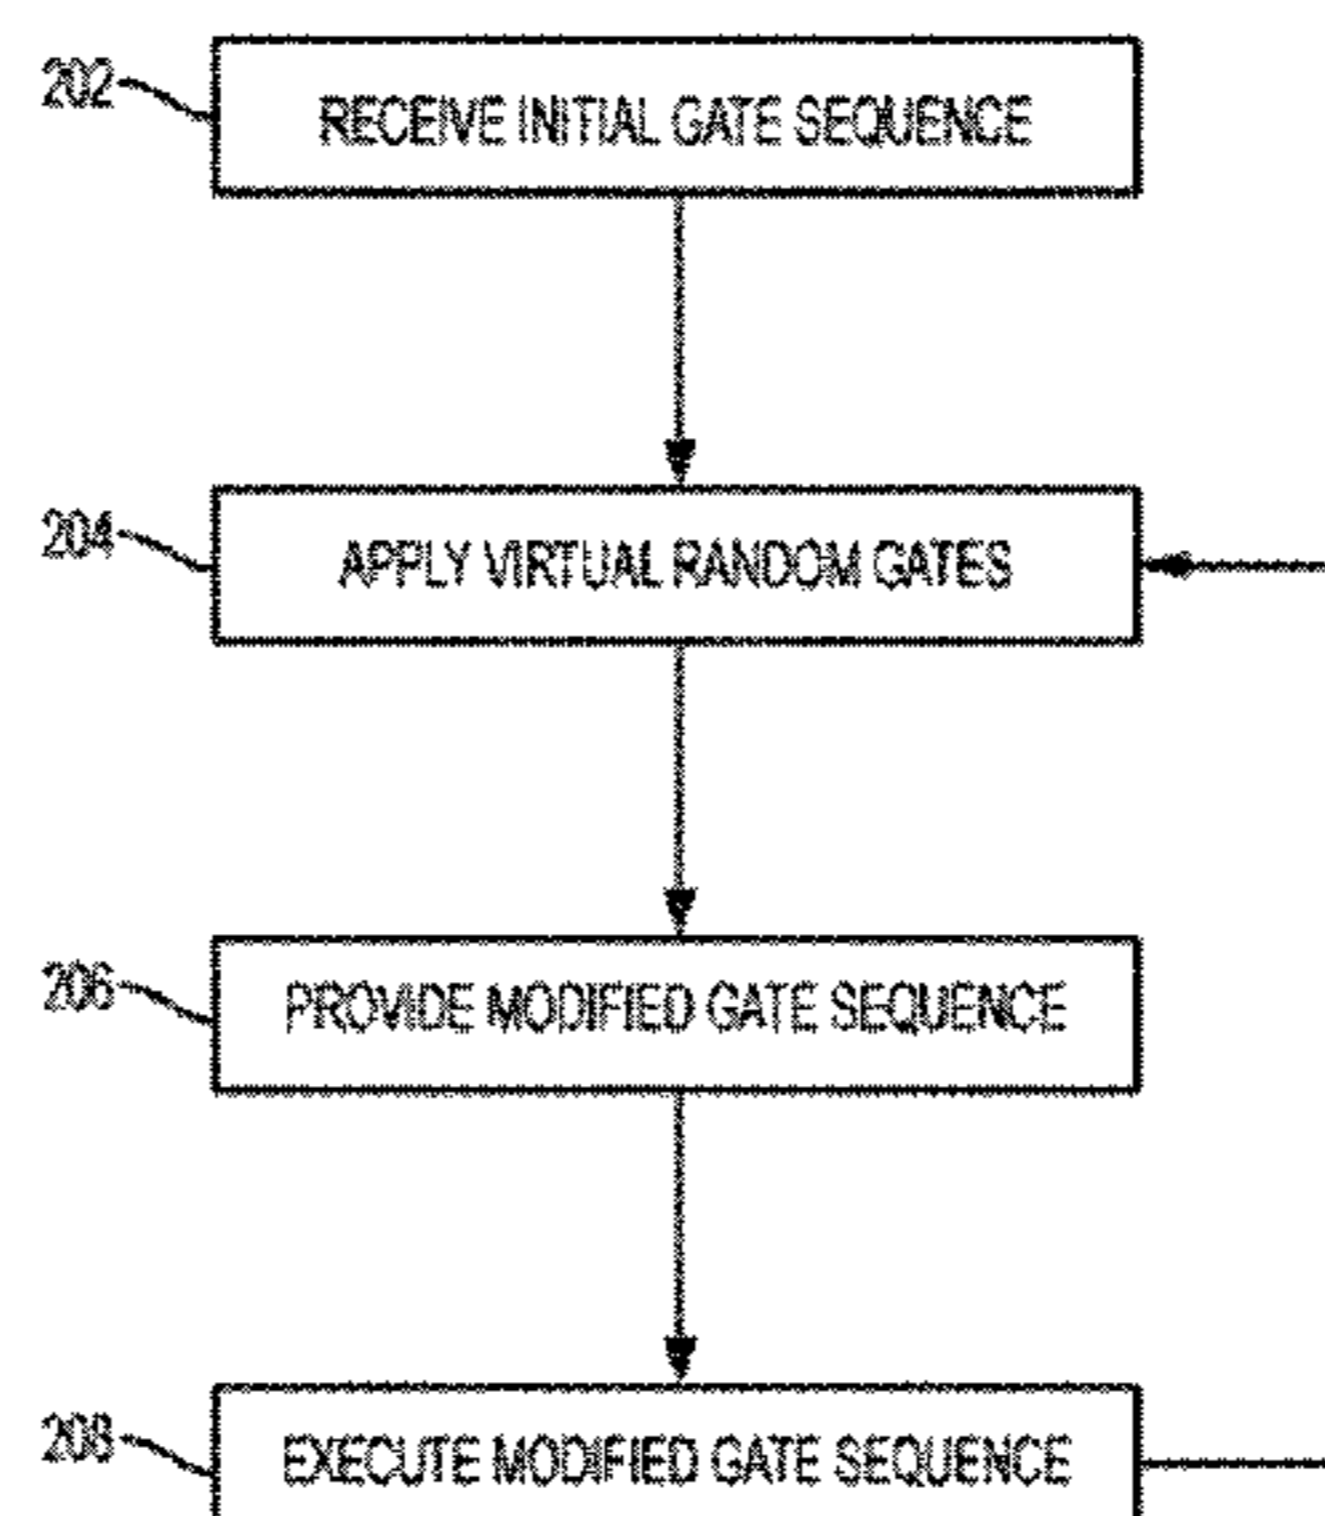 202
RECEIVE INITIAL GATE SEQUENCE
204
APPLY VIRTUAL RANDOM GATES
206
PROVIDE MODIFIED GATE SEQUENCE
208
EXECUTE MODIFIED GATE SEQUENCE